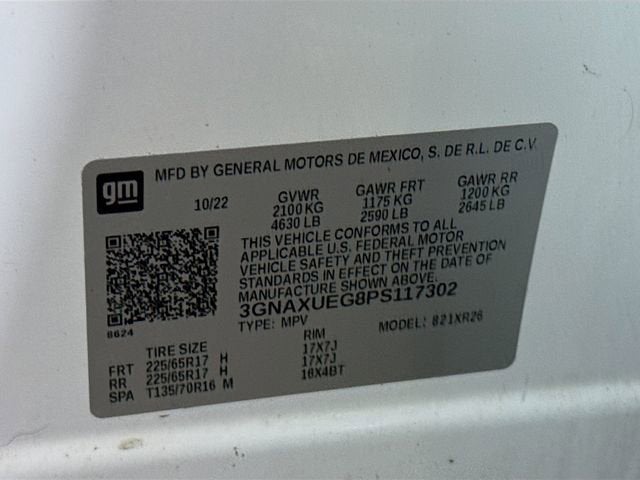 gm
MFD BY GENERAL MOTORS DE MEXICO, S. DE R.L. DE C.V.
10/22 GVWR GAWR FRT GAWR RR
2100 KG 1175 KG 1200 KG
4630 LB 2590 LB 2645 LB
THIS VEHICLE CONFORMS TO ALL
APPLICABLE U.S. FEDERAL MOTOR
VEHICLE SAFETY AND THEFT PREVENTION
STANDARDS IN EFFECT ON THE DATE OF
MANUFACTURE SHOWN ABOVE.
3GNAXUEG8PS117302
8624
TYPE: MPV MODEL: 821XR26
TIRE SIZE RIM
FRT 225/65R17 H 17X7J
RR 225/65R17 H 17X7J
SPA T135/70R16 M 16X4BT